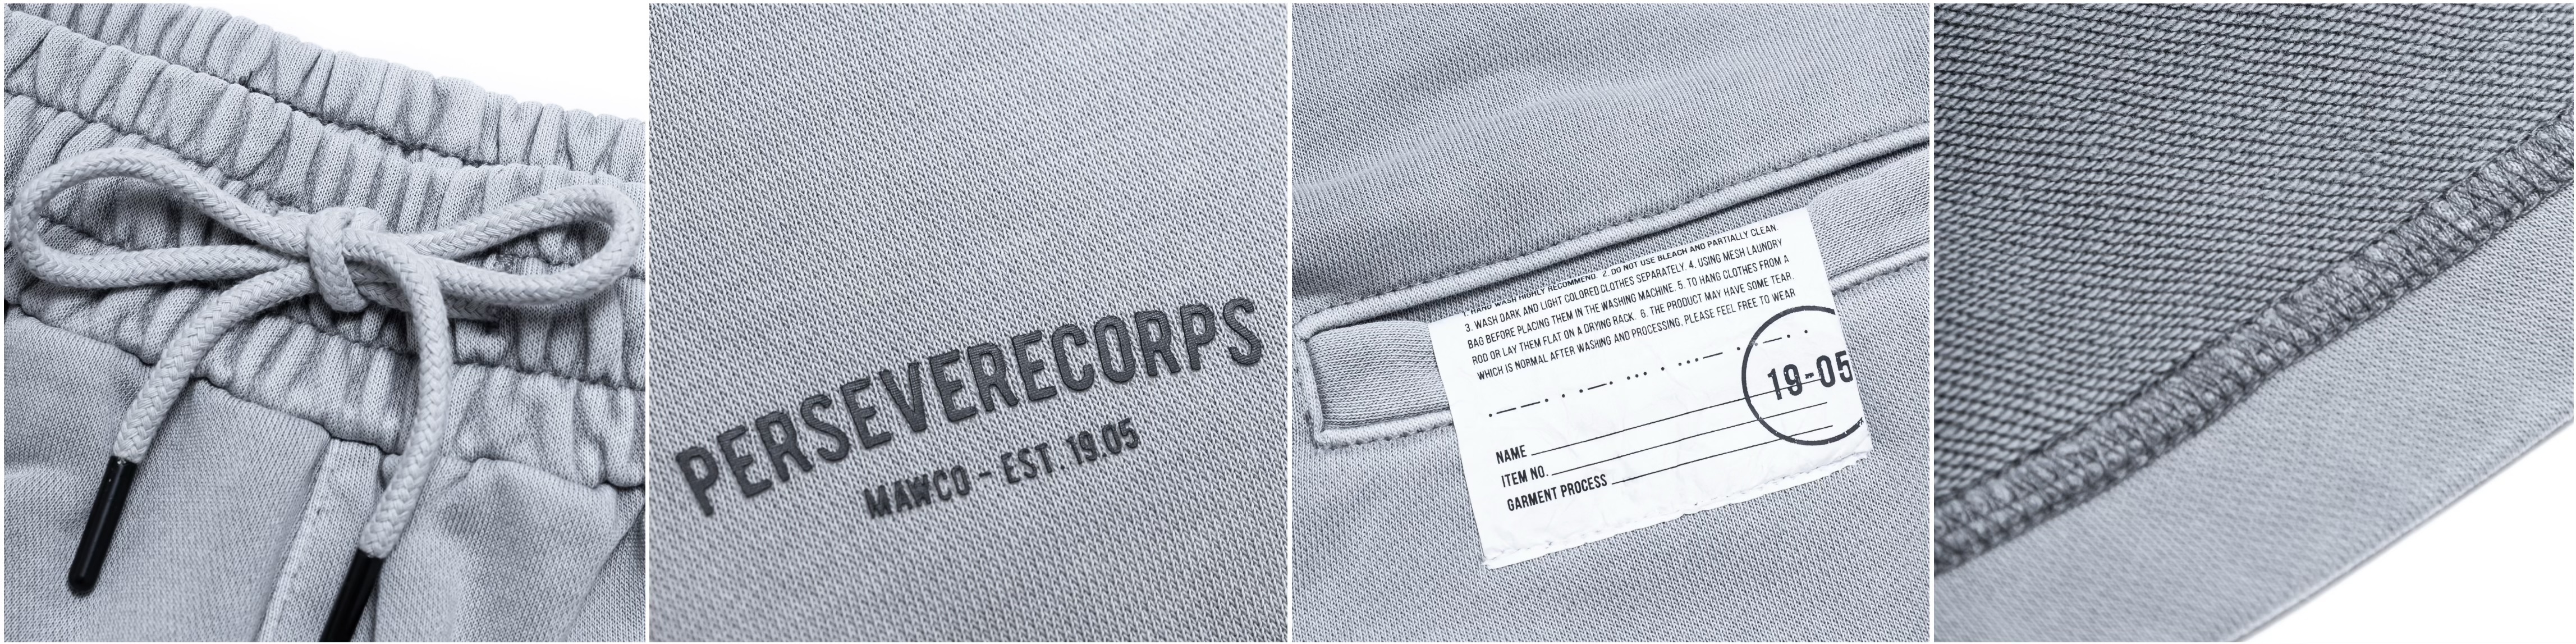 PERSEVERECORPS
MAWCO - EST. 19.05
1. HAND WASH HIGHLY RECOMMEND. 2. DO NOT USE BLEACH AND PARTIALLY CLEAN.
3. WASH DARK AND LIGHT COLORED CLOTHES SEPARATELY. 4. USING MESH LAUNDRY
BAG BEFORE PLACING THEM IN THE WASHING MACHINE. 5. TO HANG CLOTHES FROM A
ROD OR LAY THEM FLAT ON A DRYING RACK. 6. THE PRODUCT MAY HAVE SOME TEAR.
WHICH IS NORMAL AFTER WASHING AND PROCESSING, PLEASE FEEL FREE TO WEAR
19-05
NAME
ITEM NO.
GARMENT PROCESS